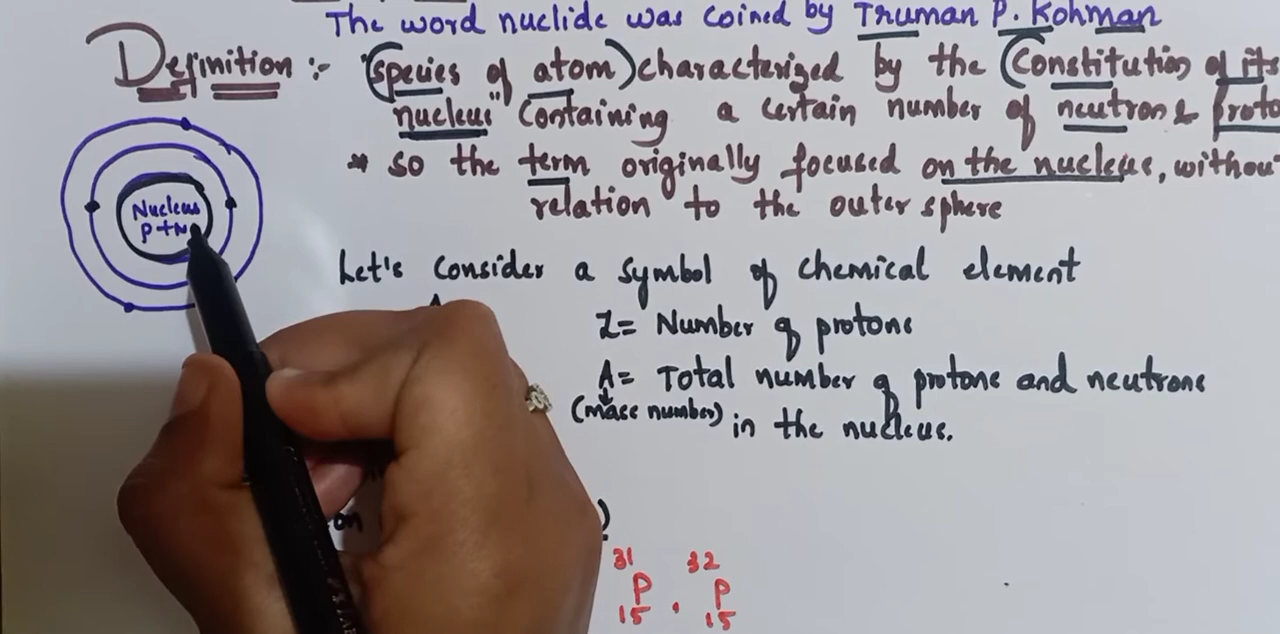 The word nuclide was coined by Truman P. Kohman
Definition :- "(species of atom) characterized by the (Constitution of its
nucleus" Containing a certain number of neutron &
* so the term originally focused on the nucleus,
relation to the outer sphere
Nucleus
P+N
Let's consider a symbol of chemical element
A
Z= Number of protons
A= Total number of protons and neutrons
(mass number) in the nucleus.
on ?
31 32
P . P
15 15